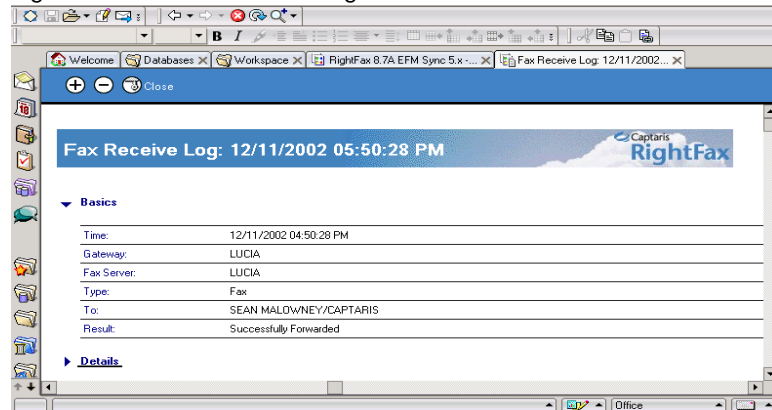 Welcome Databases Workspace RightFax 8.7A EFM Sync 5.x -... Fax Receive Log: 12/11/2002...
Close
Fax Receive Log: 12/11/2002 05:50:28 PM
Captaris
RightFax
Basics
Time: 12/11/2002 04:50:28 PM
Gateway: LUCIA
Fax Server: LUCIA
Type: Fax
To: SEAN MALOWNEY/CAPTARIS
Result: Successfully Forwarded
Details
Office